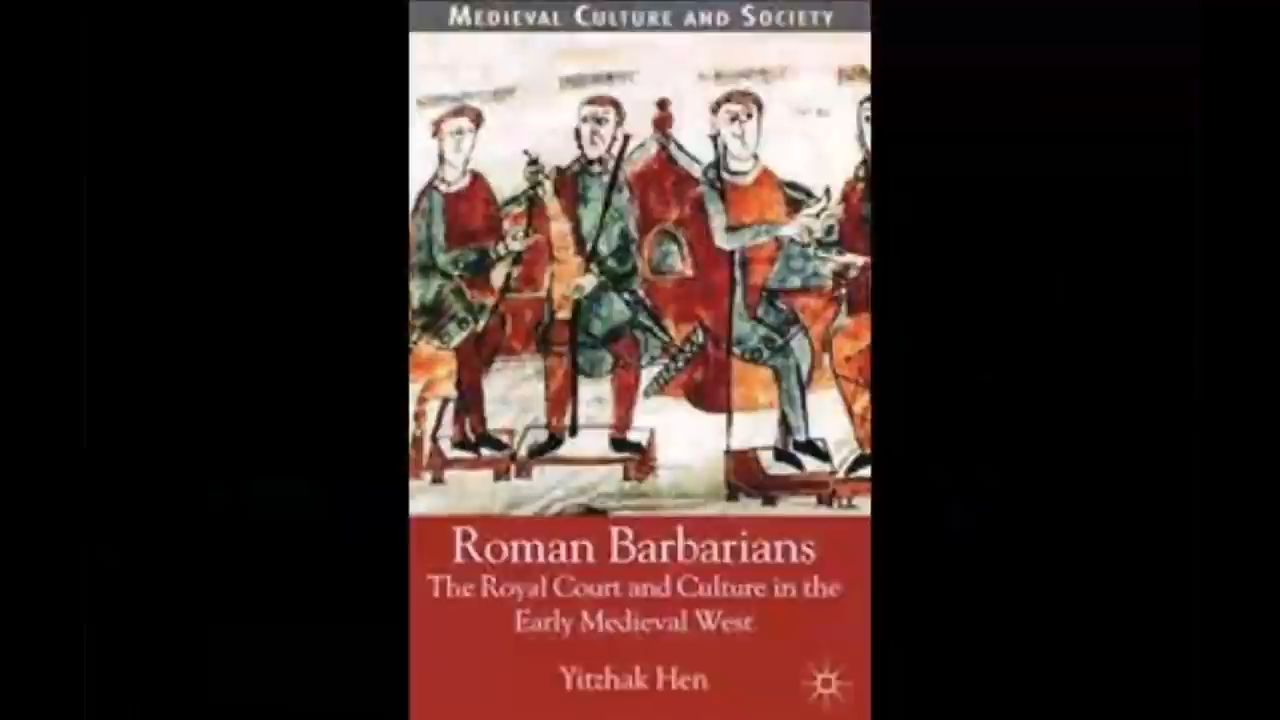 MEDIEVAL CULTURE AND SOCIETY
Roman Barbarians
The Royal Court and Culture in the
Early Medieval West
Yitzhak Hen